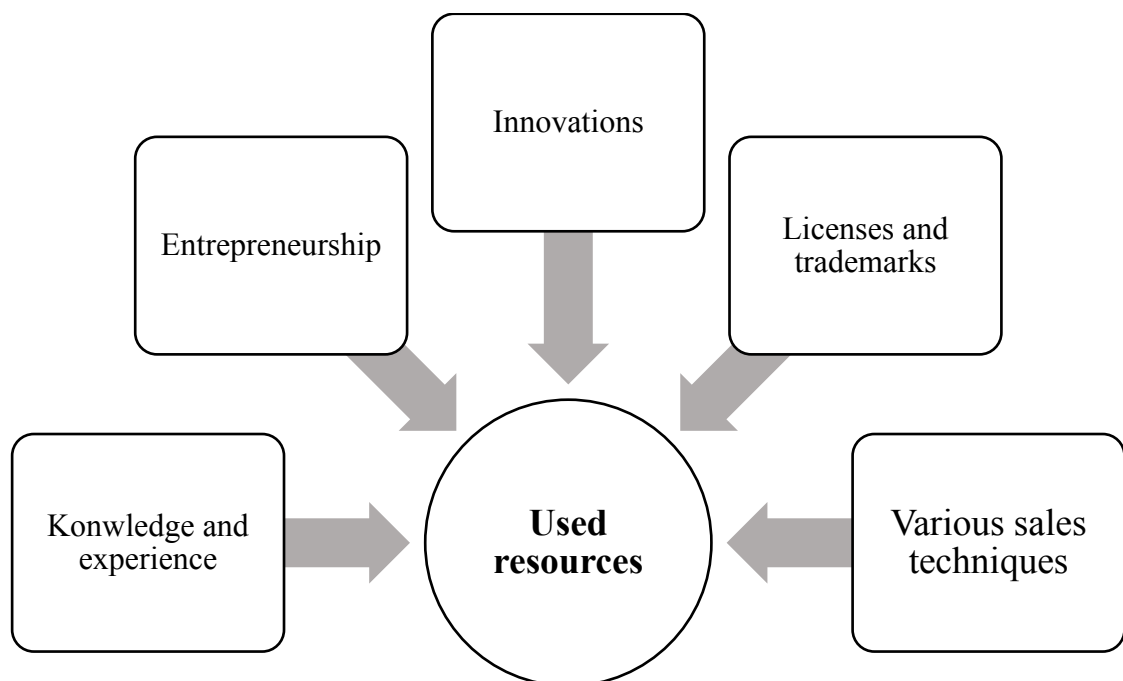 Innovations
Entrepreneurship
Licenses and
trademarks
Konwledge and
experience
Used
resources
Various sales
techniques